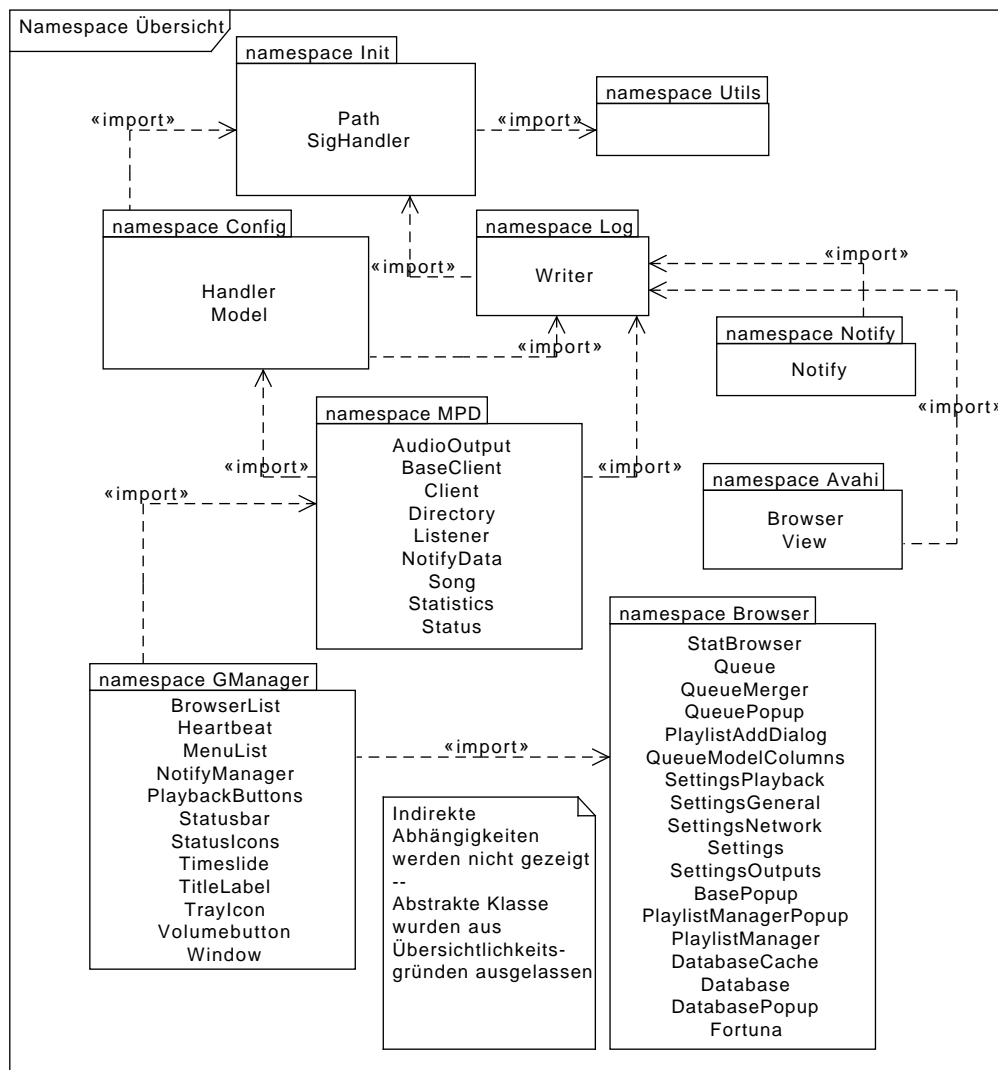 Namespace Übersicht
namespace Init
Path
SigHandler
namespace Utils
«import»
«import»
namespace Config
Handler
Model
namespace Log
Writer
«import»
«import»
«import»
namespace Notify
Notify
«import»
namespace MPD
AudioOutput
BaseClient
Client
Directory
Listener
NotifyData
Song
Statistics
Status
«import»
«import»
«import»
namespace Avahi
Browser
View
namespace GManager
BrowserList
Heartbeat
MenuList
NotifyManager
PlaybackButtons
Statusbar
StatusIcons
Timeslide
TitleLabel
TrayIcon
Volumebutton
Window
«import»
namespace Browser
StatBrowser
Queue
QueueMerger
QueuePopup
PlaylistAddDialog
QueueModelColumns
SettingsPlayback
SettingsGeneral
SettingsNetwork
Settings
SettingsOutputs
BasePopup
PlaylistManagerPopup
PlaylistManager
DatabaseCache
Database
DatabasePopup
Fortuna
Indirekte
Abhängigkeiten
werden nicht gezeigt
--
Abstrakte Klasse
wurden aus
Übersichtlichkeits-
gründen ausgelassen